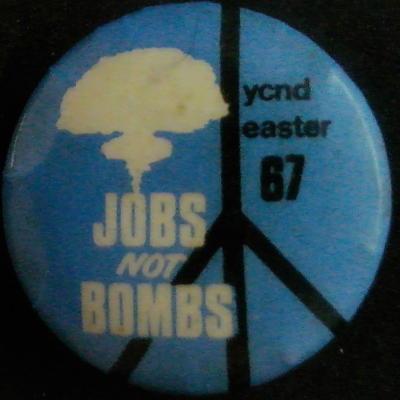 ycnd
easter
67
JOBS
NOT
BOMBS